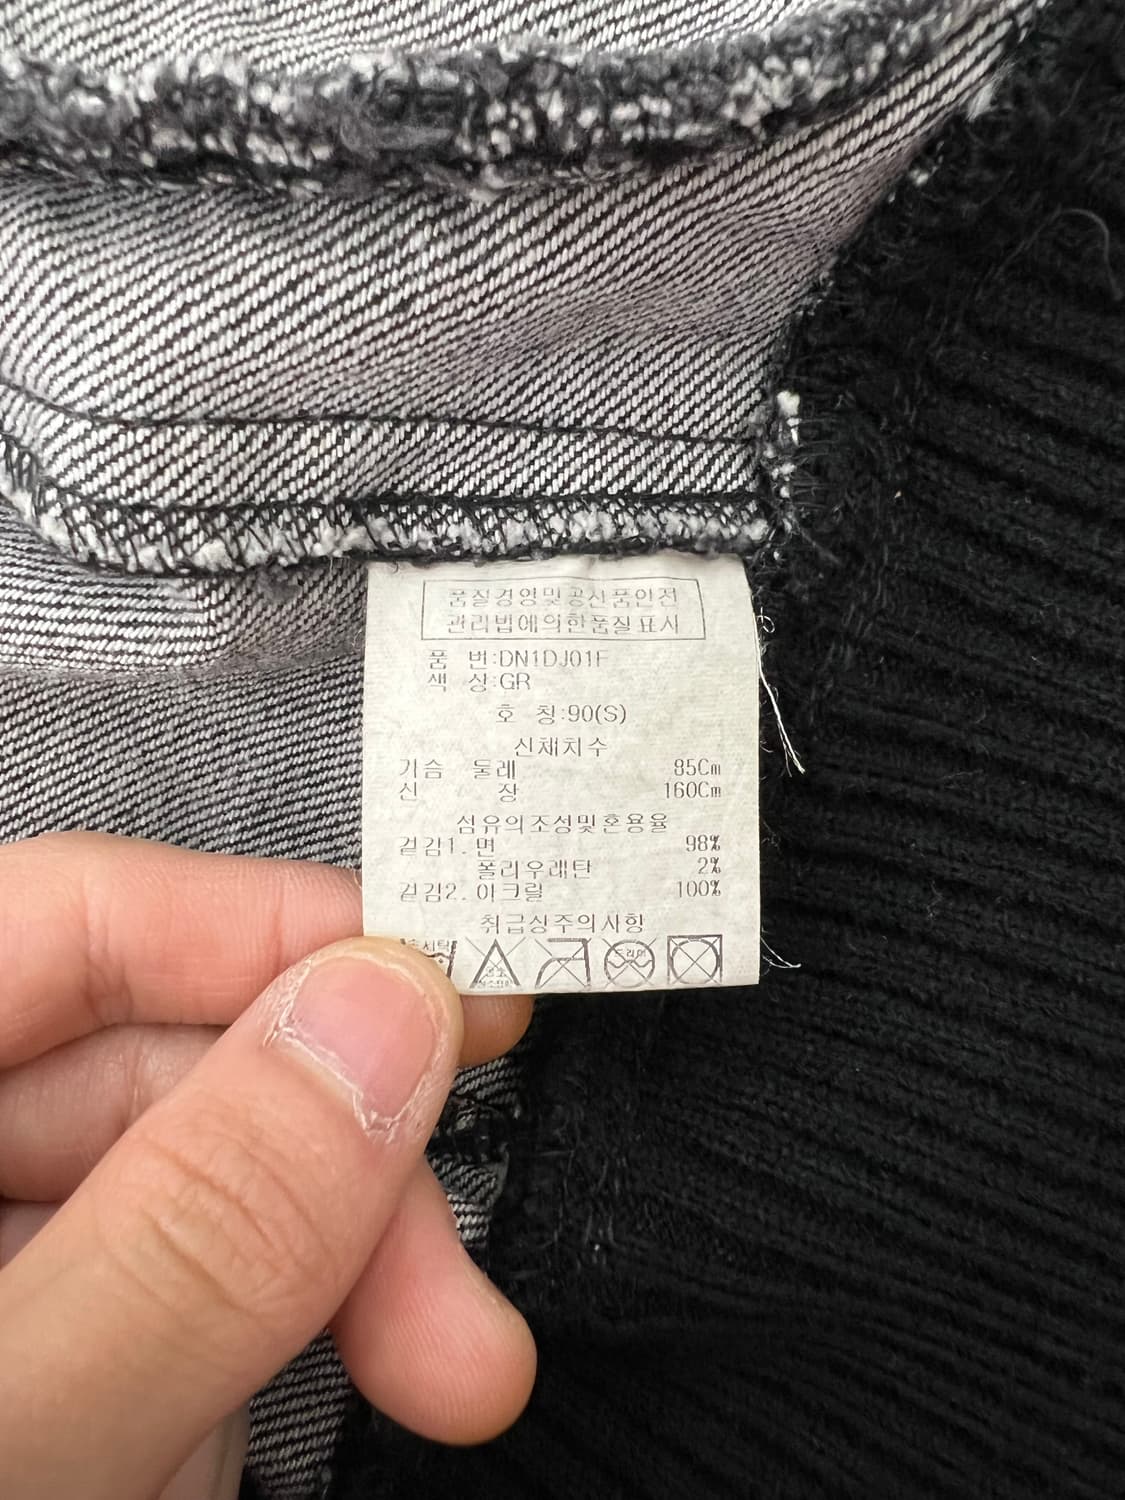 품질경영및공산품안전
관리법에의한품질표시
품 번:DN1DJ01F
색 상:GR
호 칭:90(S)
신체치수
가슴 둘레 85Cm
신 장 160Cm
섬유의조성및혼용율
겉감1.면 98%
폴리우레탄 2%
겉감2.아크릴 100%
취급상주의사항
드라이